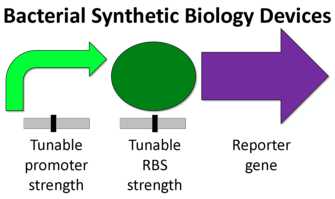 Bacterial Synthetic Biology Devices
Tunable
promoter
strength
Tunable
RBS
strength
Reporter
gene